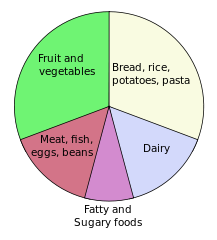 Fruit and
vegetables
Bread, rice,
potatoes, pasta
Meat, fish,
eggs, beans
Dairy
Fatty and
Sugary foods